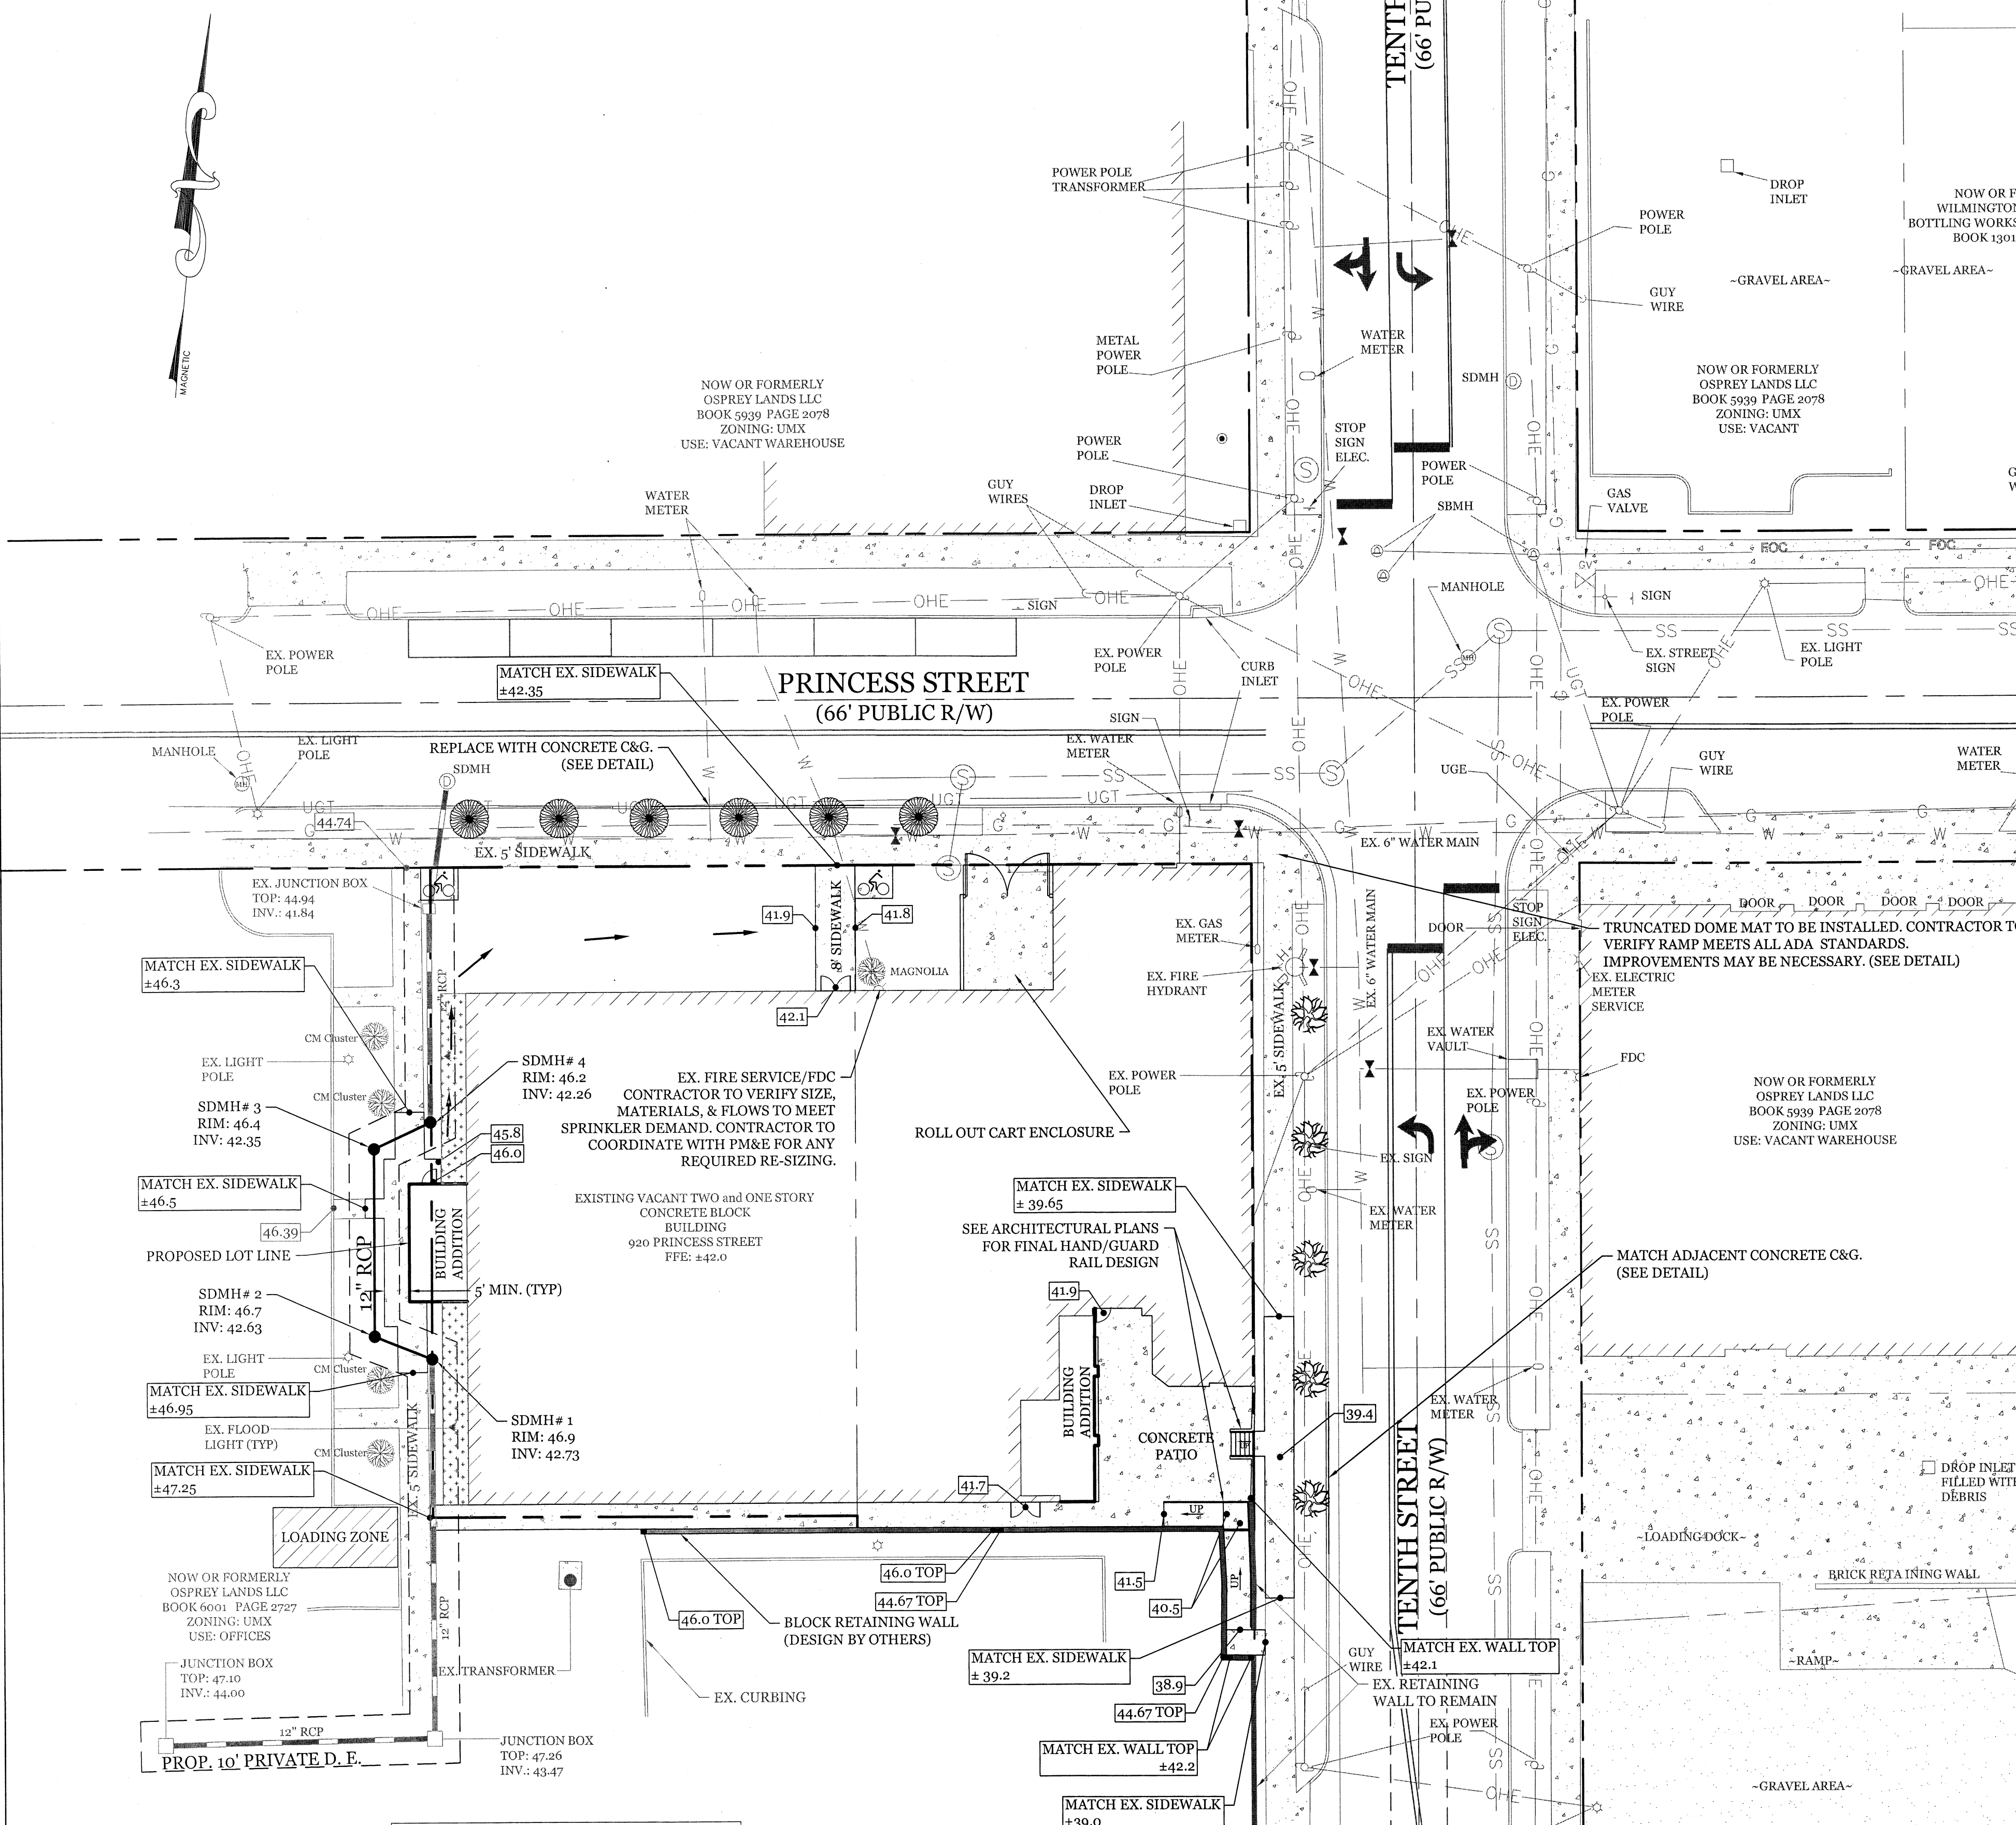 TENTH
(66' PU
MAGNETIC
POWER POLE
TRANSFORMER
DROP
INLET
NOW OR F
WILMINGTON
BOTTLING WORKS
BOOK 1301
POWER
POLE
~GRAVEL AREA~
~GRAVEL AREA~
GUY
WIRE
METAL
POWER
POLE
WATER
METER
SDMH
D
NOW OR FORMERLY
OSPREY LANDS LLC
BOOK 5939 PAGE 2078
ZONING: UMX
USE: VACANT WAREHOUSE
NOW OR FORMERLY
OSPREY LANDS LLC
BOOK 5939 PAGE 2078
ZONING: UMX
USE: VACANT
POWER
POLE
STOP
SIGN
ELEC.
POWER
POLE
WATER
METER
GUY
WIRES
DROP
INLET
SBMH
GAS
VALVE
GV
FOC
FOC
OHE
OHE
OHE
OHE
OHE
OHE
SIGN
MANHOLE
SIGN
EX. POWER
POLE
MATCH EX. SIDEWALK
±42.35
PRINCESS STREET
(66' PUBLIC R/W)
EX. POWER
POLE
CURB
INLET
MH
S
SS
SS
SS
EX. STREET
SIGN
EX. LIGHT
POLE
EX. POWER
POLE
MANHOLE
EX. LIGHT
POLE
REPLACE WITH CONCRETE C&G.
(SEE DETAIL)
SIGN
EX. WATER
METER
UGE
GUY
WIRE
WATER
METER
SDMH
D
MH
UGT
UGT
UGT
UGT
S
SS
SS
S
44.74
EX. 5' SIDEWALK
EX. 6" WATER MAIN
EX. JUNCTION BOX
TOP: 44.94
INV.: 41.84
41.9
8' SIDEWALK
41.8
MAGNOLIA
42.1
EX. GAS
METER
EX. FIRE
HYDRANT
EX. 6" WATER MAIN
DOOR
STOP
SIGN
ELEC.
DOOR
DOOR
DOOR
DOOR
TRUNCATED DOME MAT TO BE INSTALLED. CONTRACTOR TO
VERIFY RAMP MEETS ALL ADA STANDARDS.
IMPROVEMENTS MAY BE NECESSARY. (SEE DETAIL)
EX. ELECTRIC
METER
SERVICE
MATCH EX. SIDEWALK
±46.3
12" RCP
CM Cluster
EX. LIGHT
POLE
CM Cluster
SDMH# 4
RIM: 46.2
INV: 42.26
SDMH# 3
RIM: 46.4
INV: 42.35
EX. FIRE SERVICE/FDC
CONTRACTOR TO VERIFY SIZE,
MATERIALS, & FLOWS TO MEET
SPRINKLER DEMAND. CONTRACTOR TO
COORDINATE WITH PM&E FOR ANY
REQUIRED RE-SIZING.
ROLL OUT CART ENCLOSURE
EX. 5' SIDEWALK
EX. POWER
POLE
EX. WATER
VAULT
FDC
EX. POWER
POLE
NOW OR FORMERLY
OSPREY LANDS LLC
BOOK 5939 PAGE 2078
ZONING: UMX
USE: VACANT WAREHOUSE
45.8
46.0
EX. SIGN
MATCH EX. SIDEWALK
±46.5
46.39
PROPOSED LOT LINE
BUILDING
ADDITION
EXISTING VACANT TWO and ONE STORY
CONCRETE BLOCK
BUILDING
920 PRINCESS STREET
FFE: ±42.0
MATCH EX. SIDEWALK
± 39.65
SEE ARCHITECTURAL PLANS
FOR FINAL HAND/GUARD
RAIL DESIGN
EX. WATER
METER
MATCH ADJACENT CONCRETE C&G.
(SEE DETAIL)
12" RCP
5' MIN. (TYP)
SDMH# 2
RIM: 46.7
INV: 42.63
41.9
BUILDING
ADDITION
EX. LIGHT
POLE
CM Cluster
MATCH EX. SIDEWALK
±46.95
EX. FLOOD
LIGHT (TYP)
CM Cluster
EX. 5' SIDEWALK
SDMH# 1
RIM: 46.9
INV: 42.73
CONCRETE
PATIO
39.4
EX. WATER
METER
MATCH EX. SIDEWALK
±47.25
41.7
UP
DROP INLET
FILLED WITH
DEBRIS
TENTH STREET
(66' PUBLIC R/W)
LOADING ZONE
~LOADING DOCK~
NOW OR FORMERLY
OSPREY LANDS LLC
BOOK 6001 PAGE 2727
ZONING: UMX
USE: OFFICES
46.0 TOP
44.67 TOP
46.0 TOP
BLOCK RETAINING WALL
(DESIGN BY OTHERS)
41.5
40.5
UP
BRICK RETAINING WALL
12" RCP
EX.TRANSFORMER
MATCH EX. SIDEWALK
± 39.2
38.9
44.67 TOP
GUY
WIRE
MATCH EX. WALL TOP
±42.1
EX. RETAINING
WALL TO REMAIN
~RAMP~
JUNCTION BOX
TOP: 47.10
INV.: 44.00
EX. CURBING
12" RCP
PROP. 10' PRIVATE D. E.
JUNCTION BOX
TOP: 47.26
INV.: 43.47
MATCH EX. WALL TOP
±42.2
EX. POWER
POLE
~GRAVEL AREA~
MATCH EX. SIDEWALK
±39.0